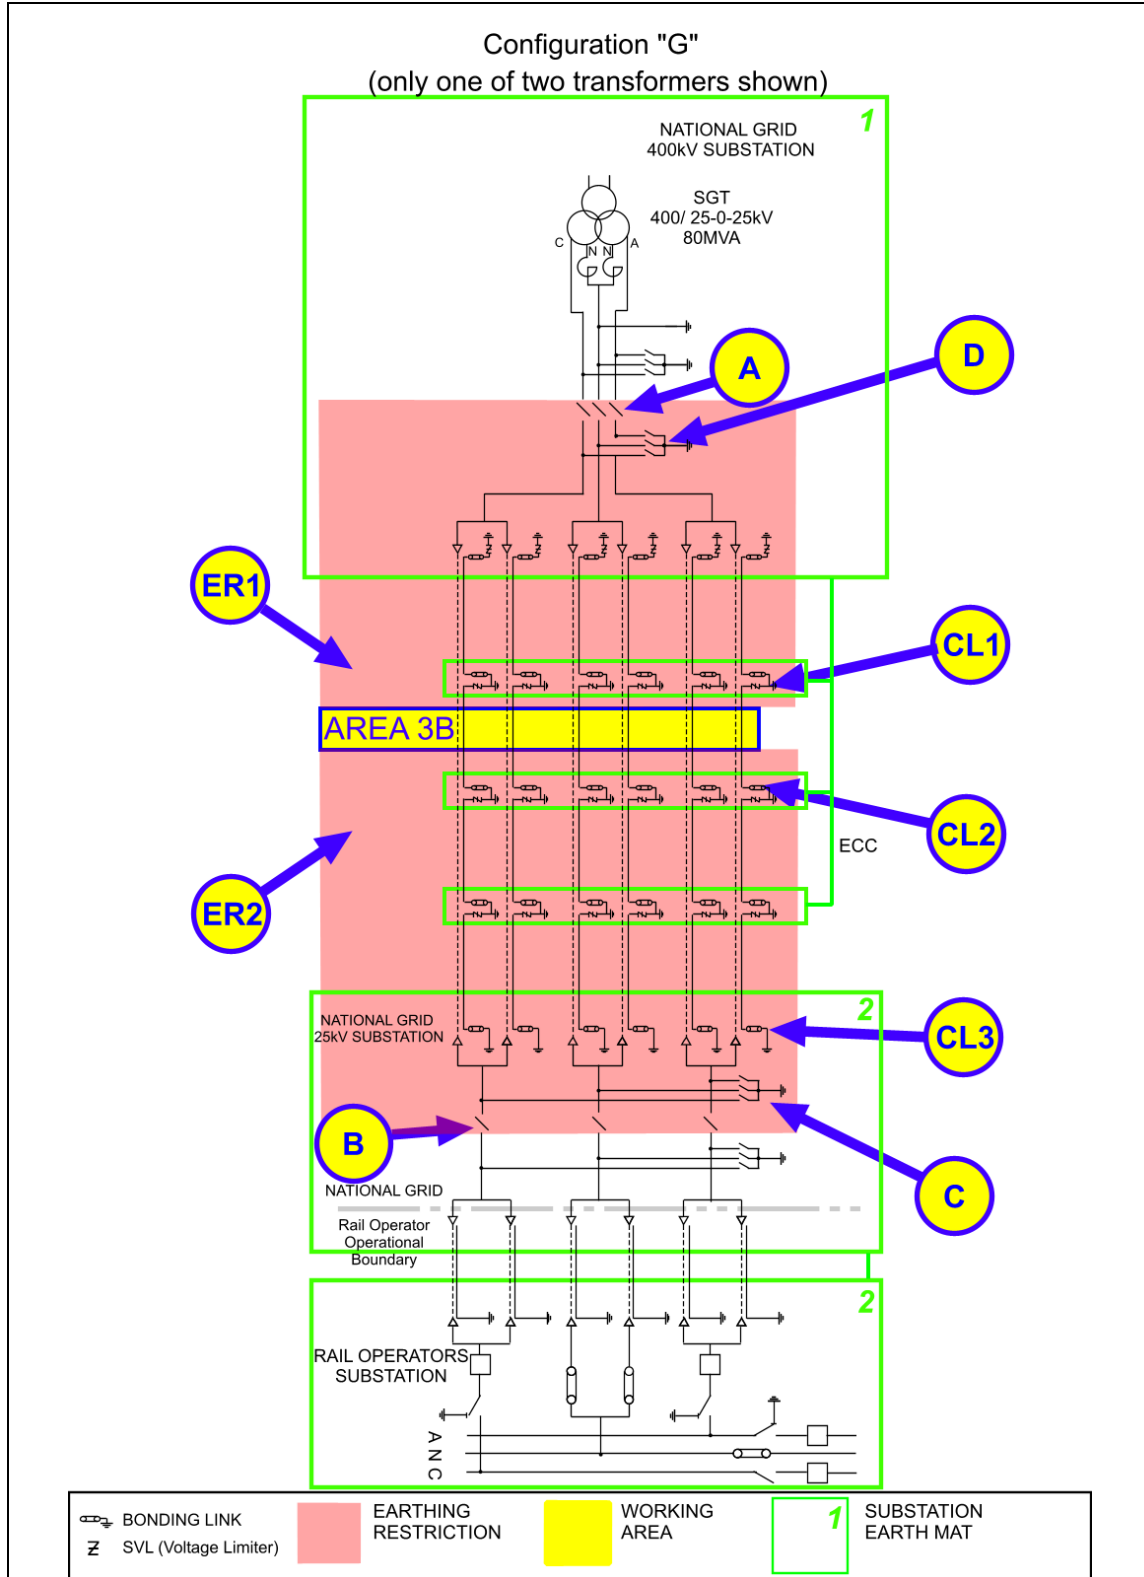 Configuration "G"
(only one of two transformers shown)
1
NATIONAL GRID
400kV SUBSTATION
SGT
400/ 25-0-25kV
80MVA
C
N
N
A
A
D
ER1
CL1
AREA 3B
CL2
ECC
ER2
2
NATIONAL GRID
25kV SUBSTATION
CL3
B
C
NATIONAL GRID
Rail Operator
Operational
Boundary
2
RAIL OPERATORS
SUBSTATION
A
N
C
BONDING LINK
SVL (Voltage Limiter)
EARTHING
RESTRICTION
WORKING
AREA
1
SUBSTATION
EARTH MAT